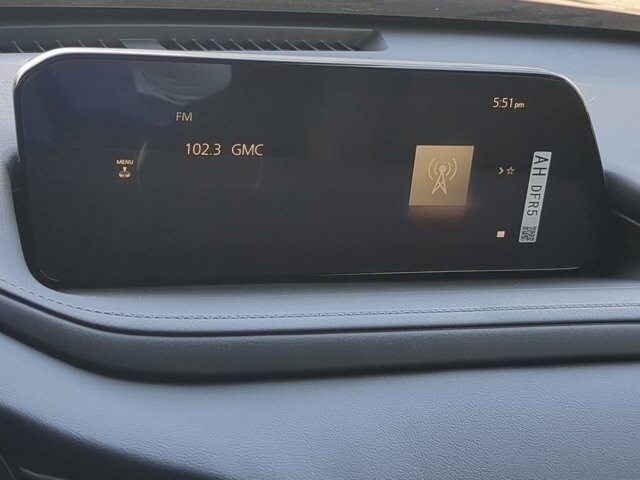 FM
5:51 pm
102.3 GMC
MENU
AH DFR5